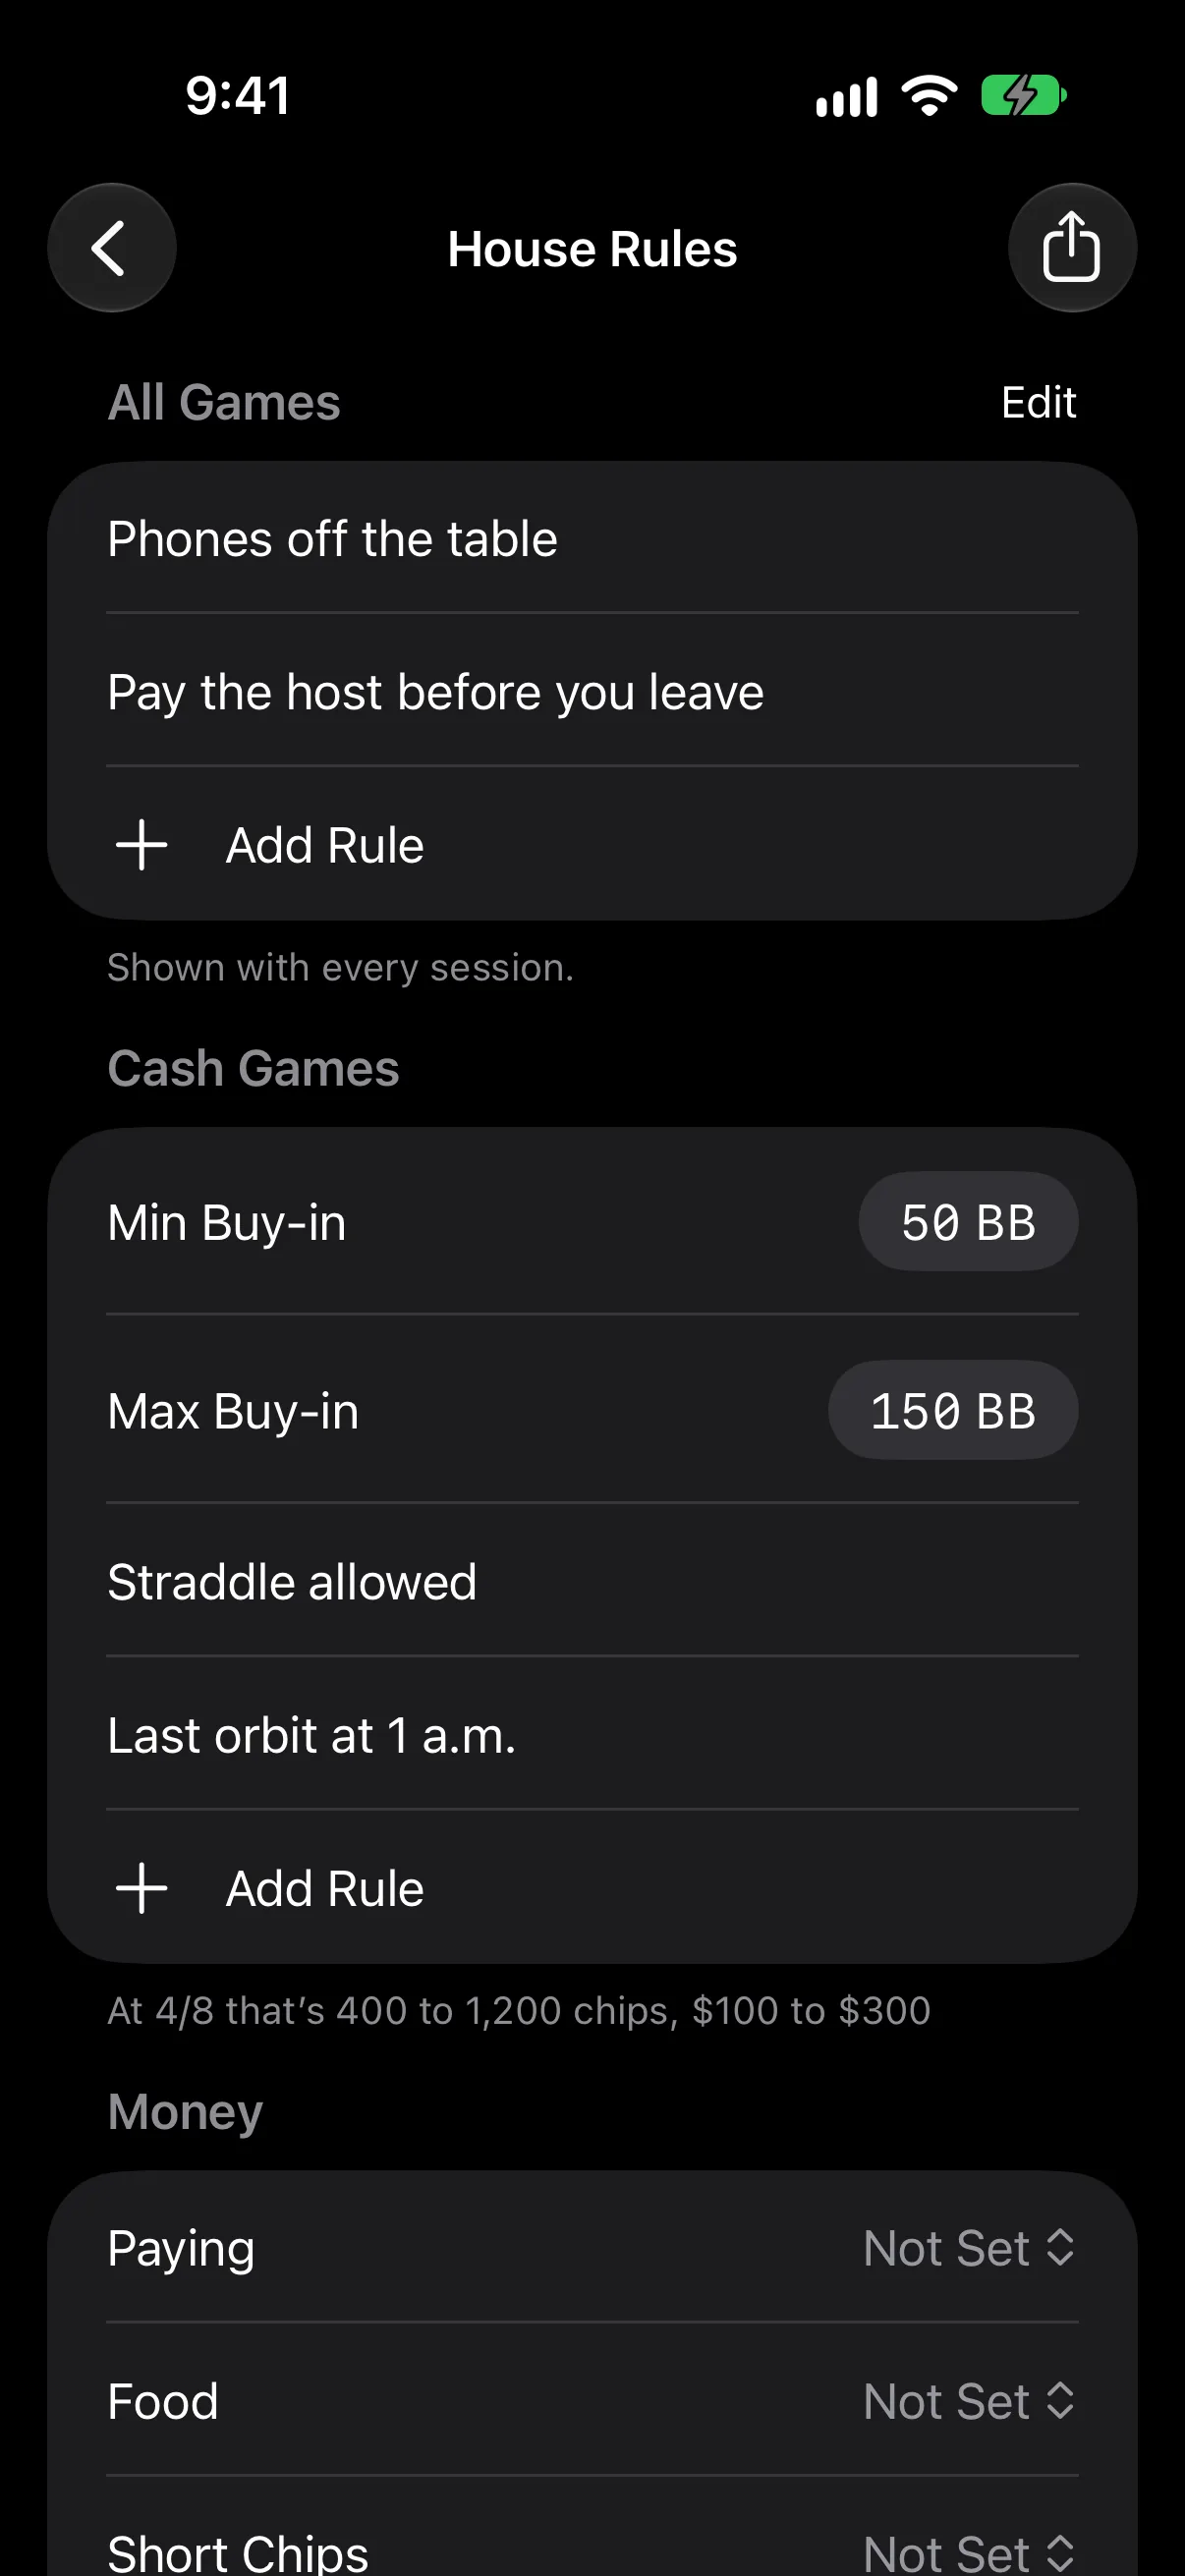 9:41
House Rules
All Games
Edit
Phones off the table
Pay the host before you leave
Add Rule
Shown with every session.
Cash Games
Min Buy-in
50 BB
Max Buy-in
150 BB
Straddle allowed
Last orbit at 1 a.m.
Add Rule
At 4/8 that’s 400 to 1,200 chips, $100 to $300
Money
Paying
Not Set
Food
Not Set
Short Chips
Not Set